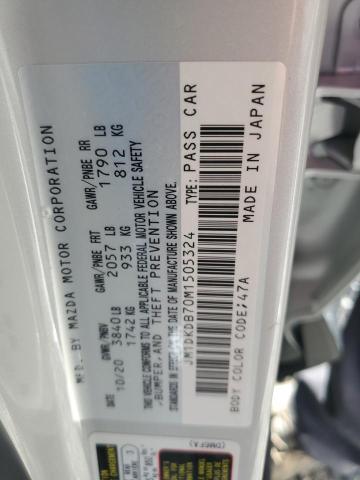 MFD. BY MAZDA MOTOR CORPORATION
GVWR/PNBV GAWR/PNBE FRT GAWR/PNBE RR
10/20 3840 LB 2057 LB 1790 LB
1742 KG 933 KG 812 KG
THIS VEHICLE CONFORMS TO ALL APPLICABLE FEDERAL MOTOR VEHICLE SAFETY
,BUMPER,AND THEFT PREVENTION
STANDARDS IN EFFECT ON THE DATE OF MANUFACTURE SHOWN ABOVE.
JM1DKDB70M1505324 TYPE: PASS CAR
BODY COLOR CODE:47A MADE IN JAPAN